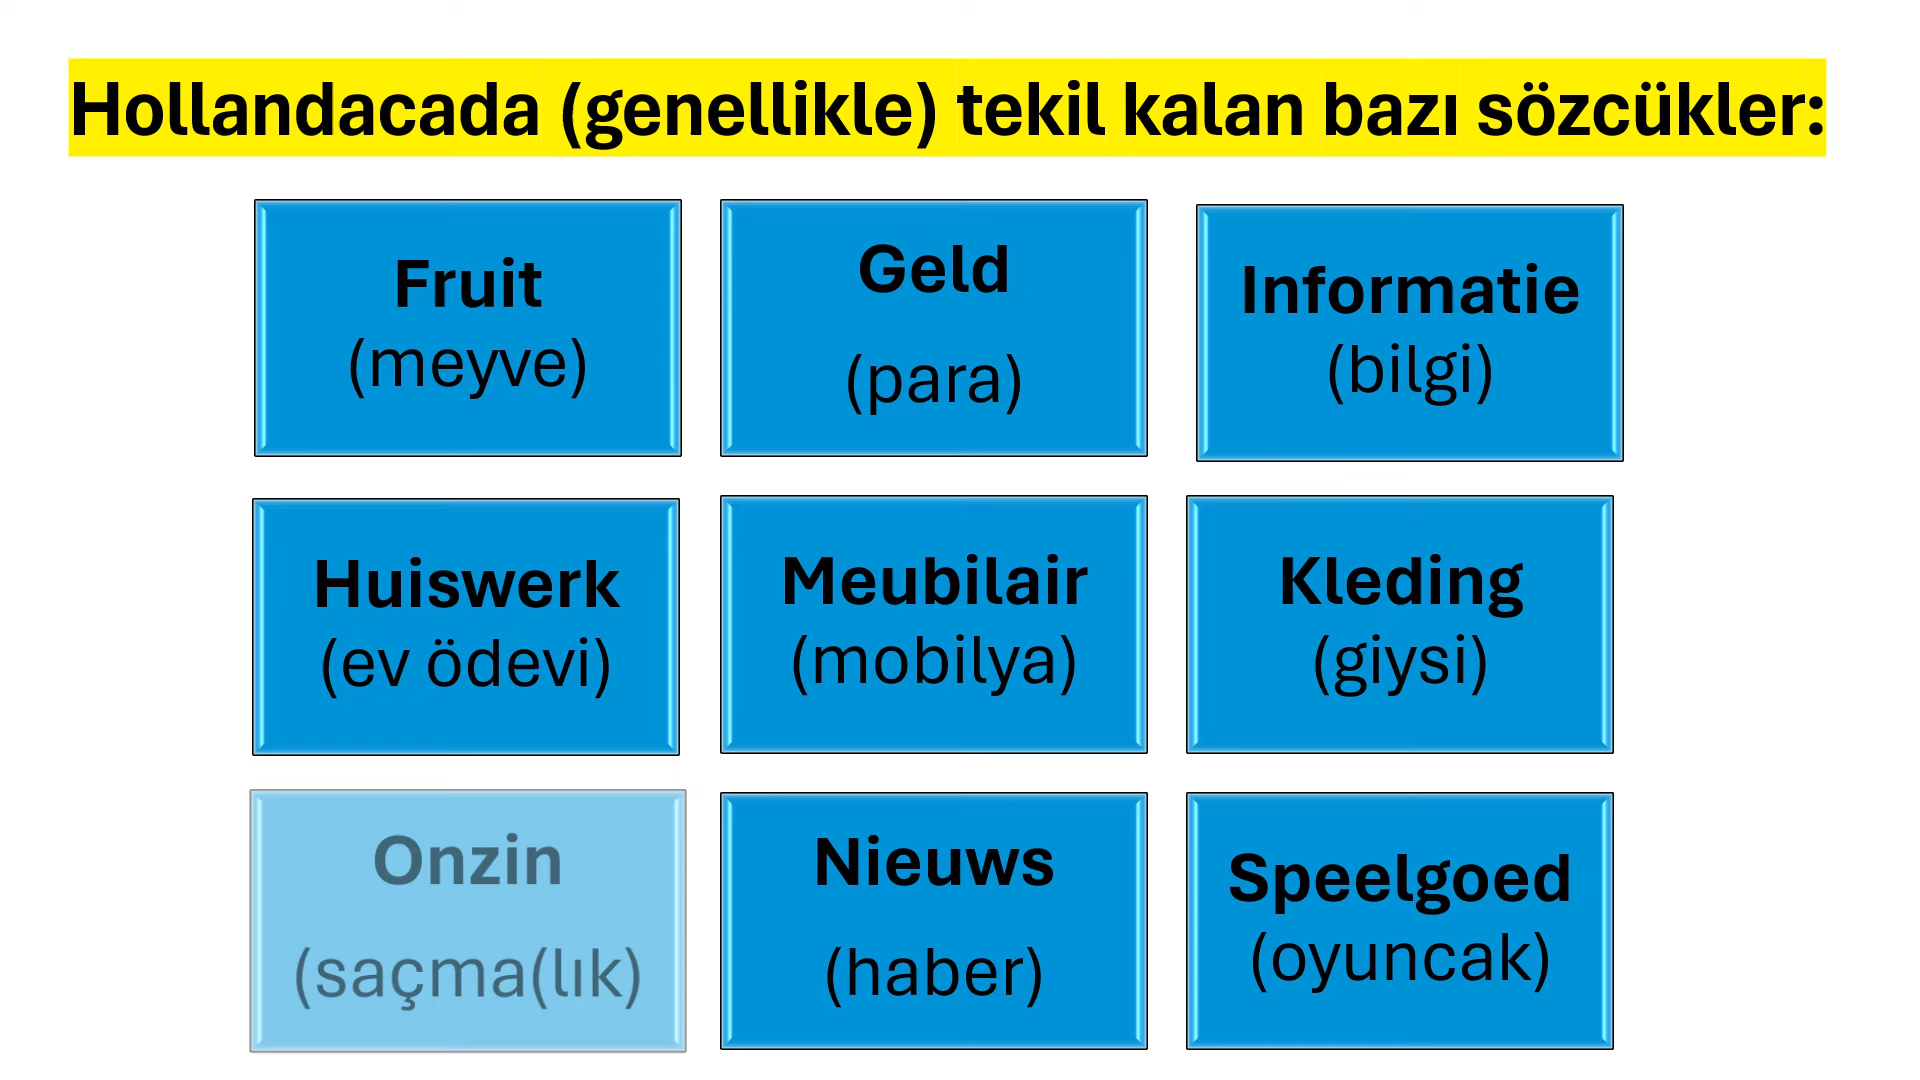 Hollandacada (genellikle) tekil kalan bazı sözcükler:
Fruit
(meyve)
Geld
(para)
Informatie
(bilgi)
Huiswerk
(ev ödevi)
Meubilair
(mobilya)
Kleding
(giysi)
Onzin
(saçma(lık)
Nieuws
(haber)
Speelgoed
(oyuncak)